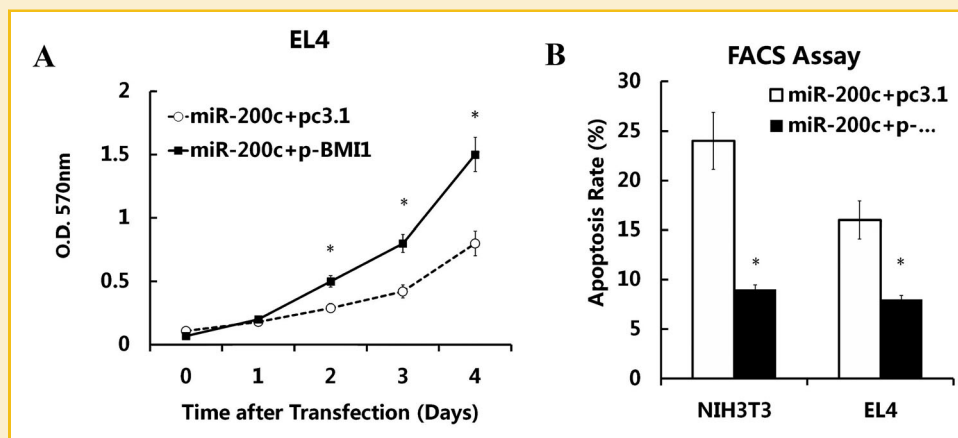 A
EL4
miR-200c+pc3.1
miR-200c+p-BMI1
*
*
*
2
1.5
1
0.5
0
O.D. 570nm
0 1 2 3 4
Time after Transfection (Days)
B
FACS Assay
miR-200c+pc3.1
miR-200c+p-...
*
*
30
25
20
15
10
5
0
Apoptosis Rate (%)
NIH3T3 EL4